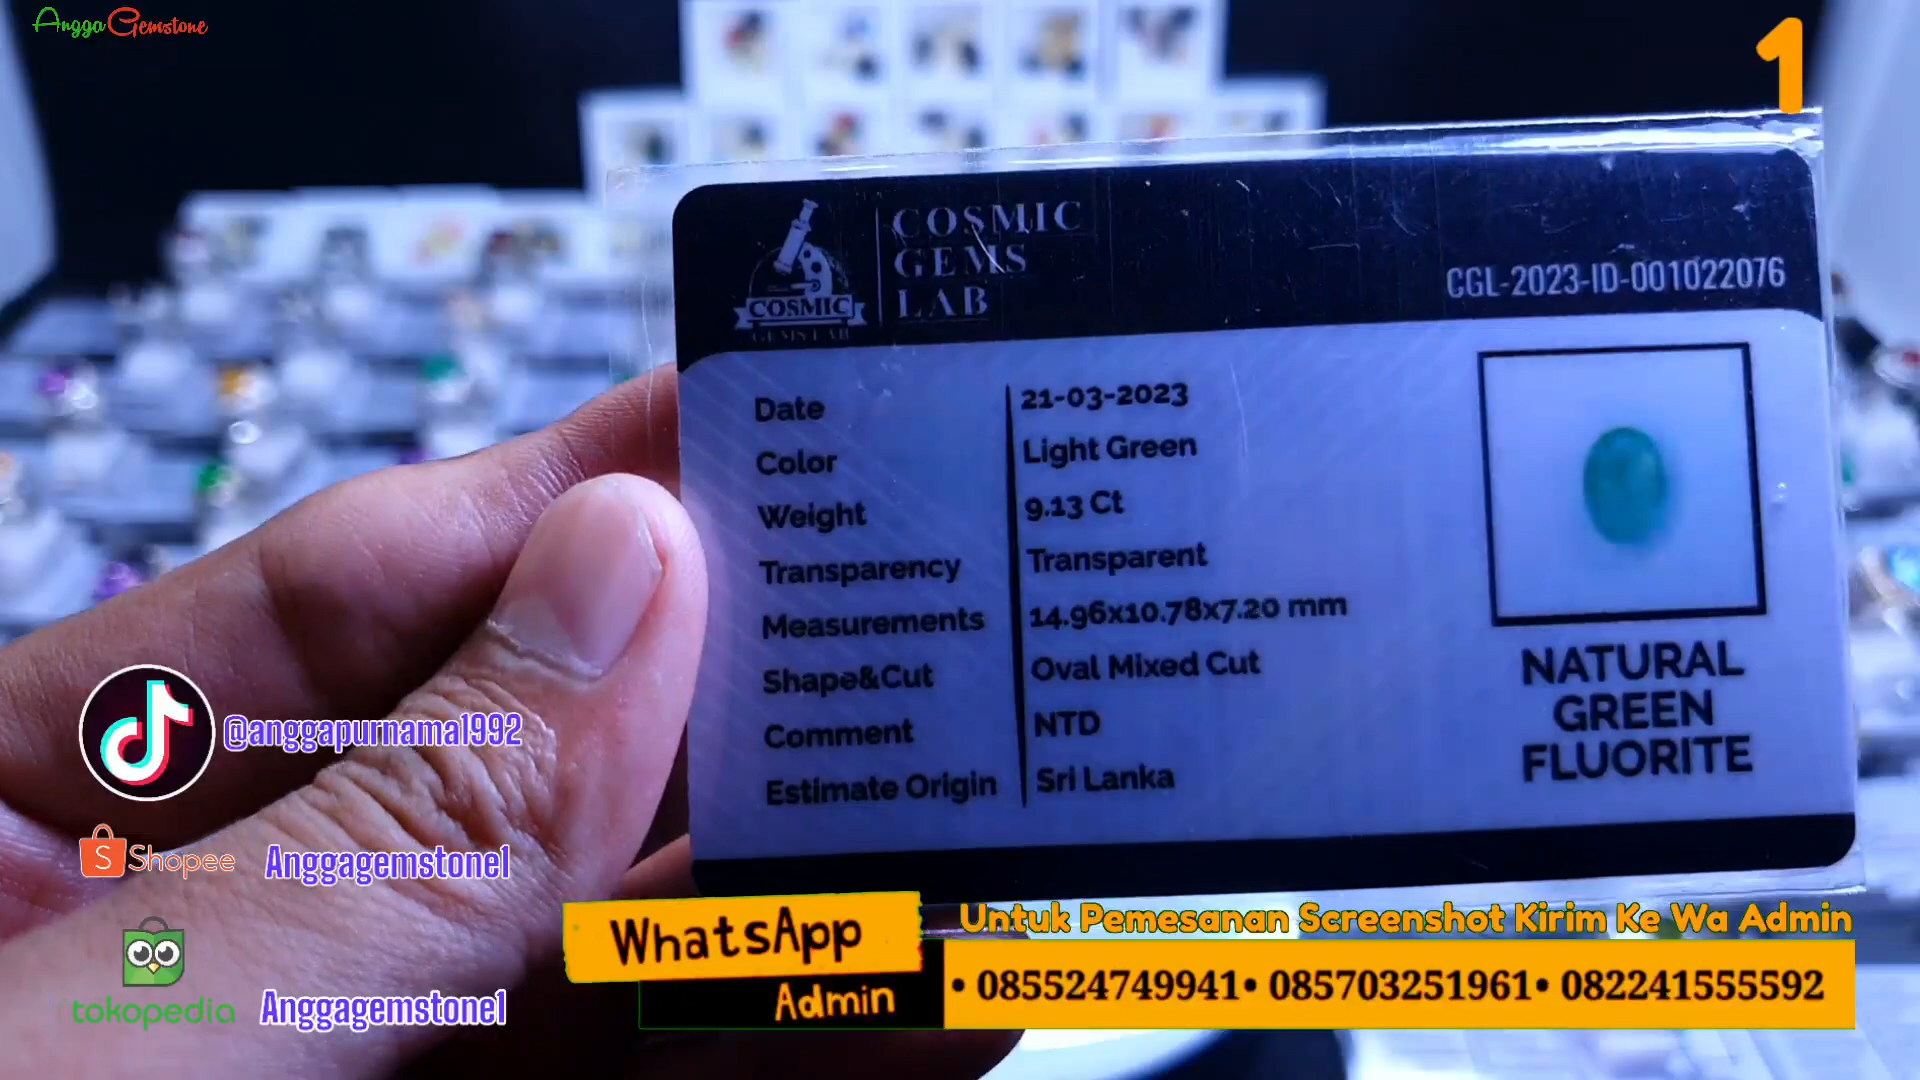 Angga Gemstone
1
COSMIC
GEMS LAB
COSMIC
GEMS
LAB
CGL-2023-ID-001022076
Date 21-03-2023
Color Light Green
Weight 9.13 Ct
Transparency Transparent
Measurements 14.96x10.78x7.20 mm
Shape&Cut Oval Mixed Cut
Comment NTD
Estimate Origin Sri Lanka
NATURAL
GREEN
FLUORITE
@anggapurnama1992
Shopee Anggagemstone1
tokopedia Anggagemstone1
WhatsApp
Admin
Untuk Pemesanan Screenshot Kirim Ke Wa Admin
• 085524749941• 085703251961• 082241555592